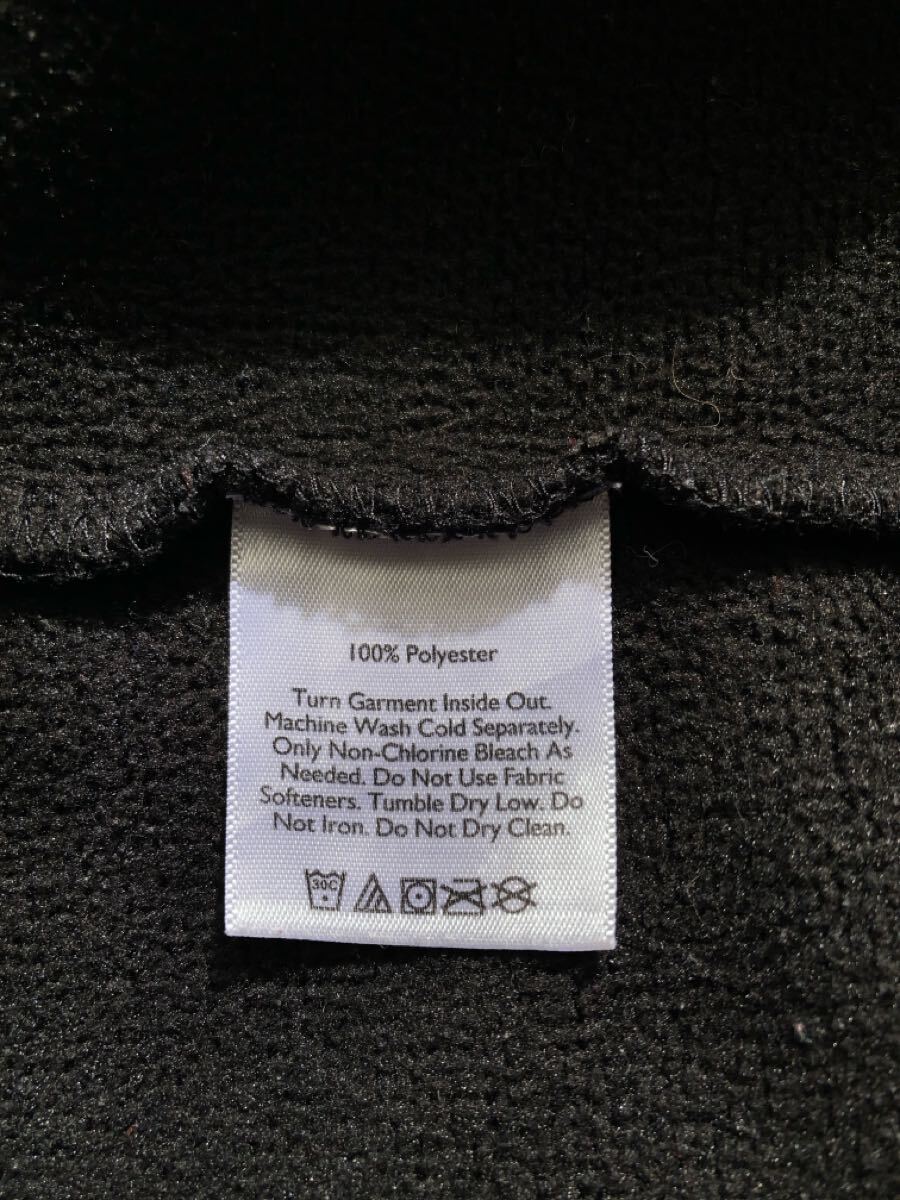 100% Polyester
Turn Garment Inside Out.
Machine Wash Cold Separately.
Only Non-Chlorine Bleach As
Needed. Do Not Use Fabric
Softeners. Tumble Dry Low. Do
Not Iron. Do Not Dry Clean.
30C